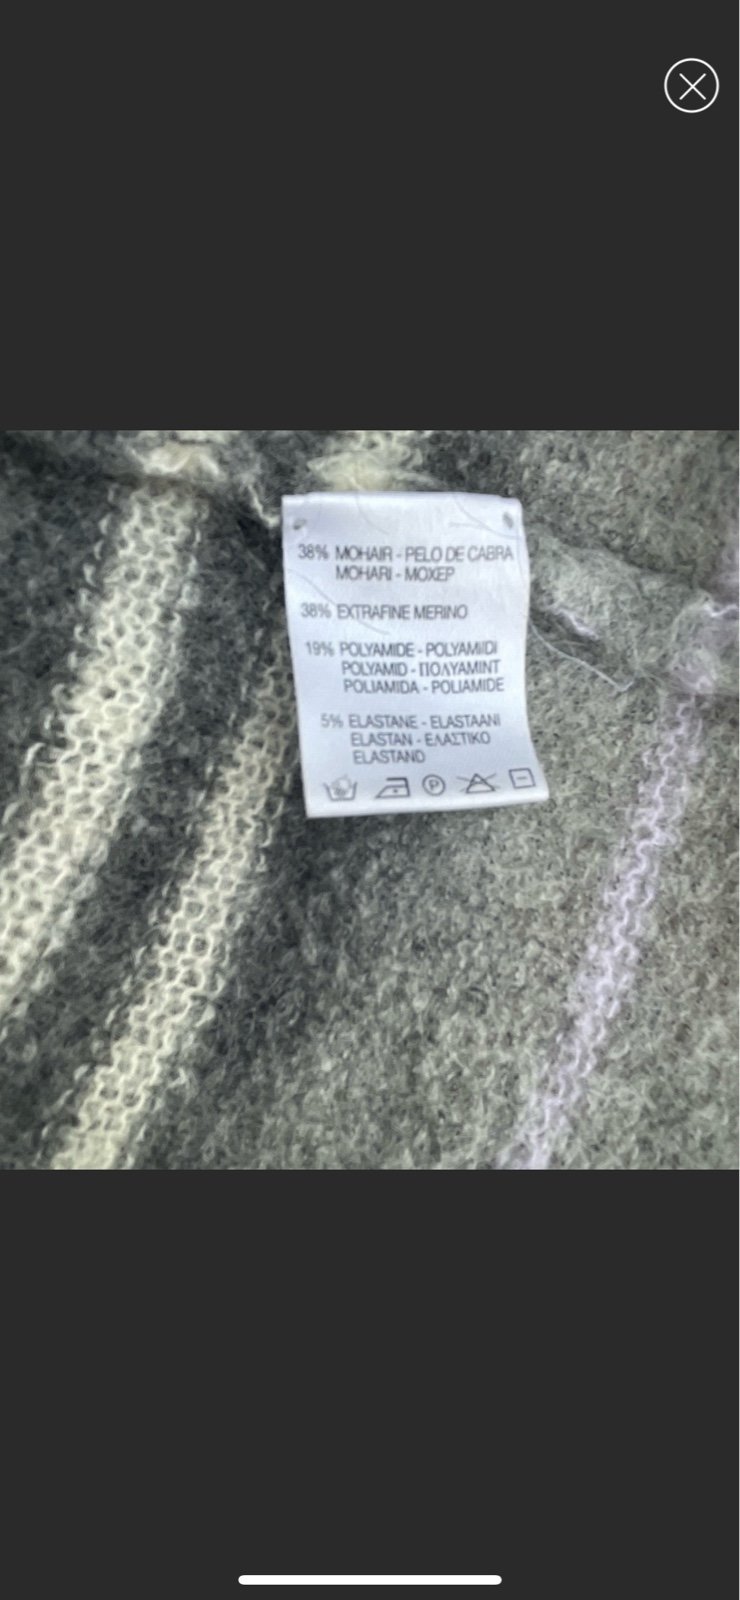 38% MOHAIR - PELO DE CABRA
MOHARI - MOXEP
38% EXTRAFINE MERINO
19% POLYAMIDE - POLYAMIDI
POLYAMID - ΠΟΛΥΑΜΙΝΤ
POLIAMIDA - POLIAMIDE
5% ELASTANE - ELASTAANI
ELASTAN - ΕΛΑΣΤΙΚΟ
ELASTAND
P